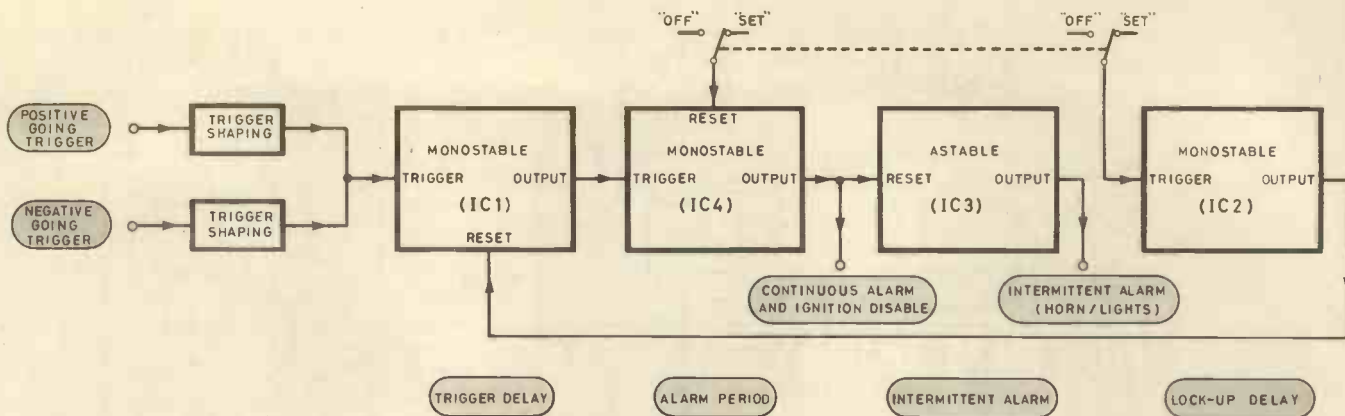 "OFF" "SET"
"OFF" "SET"
POSITIVE
GOING
TRIGGER
TRIGGER
SHAPING
NEGATIVE
GOING
TRIGGER
TRIGGER
SHAPING
MONOSTABLE
TRIGGER OUTPUT
(IC1)
RESET
RESET
MONOSTABLE
TRIGGER OUTPUT
(IC4)
ASTABLE
RESET OUTPUT
(IC3)
MONOSTABLE
TRIGGER OUTPUT
(IC2)
CONTINUOUS ALARM
AND IGNITION DISABLE
INTERMITTENT ALARM
(HORN/LIGHTS)
TRIGGER DELAY
ALARM PERIOD
INTERMITTENT ALARM
LOCK-UP DELAY